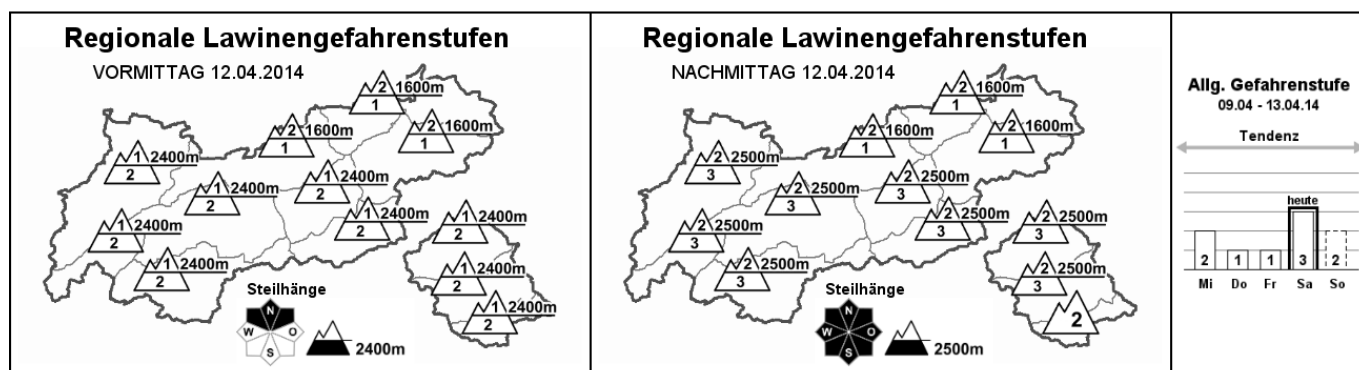 Regionale Lawinengefahrenstufen
VORMITTAG 12.04.2014
2 1600m
1
2 1600m
1
2 1600m
1
1 2400m
2
1 2400m
2
1 2400m
2
1 2400m
2
1 2400m
2
1 2400m
2
1 2400m
2
1 2400m
2
1 2400m
2
Steilhänge
N
W O
S
2400m
Regionale Lawinengefahrenstufen
NACHMITTAG 12.04.2014
2 1600m
1
2 1600m
1
2 1600m
1
2 2500m
3
2 2500m
3
2 2500m
3
2 2500m
3
2 2500m
3
2 2500m
3
2 2500m
3
2 2500m
3
2
Steilhänge
N
W O
S
2500m
Allg. Gefahrenstufe
09.04 - 13.04.14
Tendenz
heute
2 1 1 3 2
Mi Do Fr Sa So